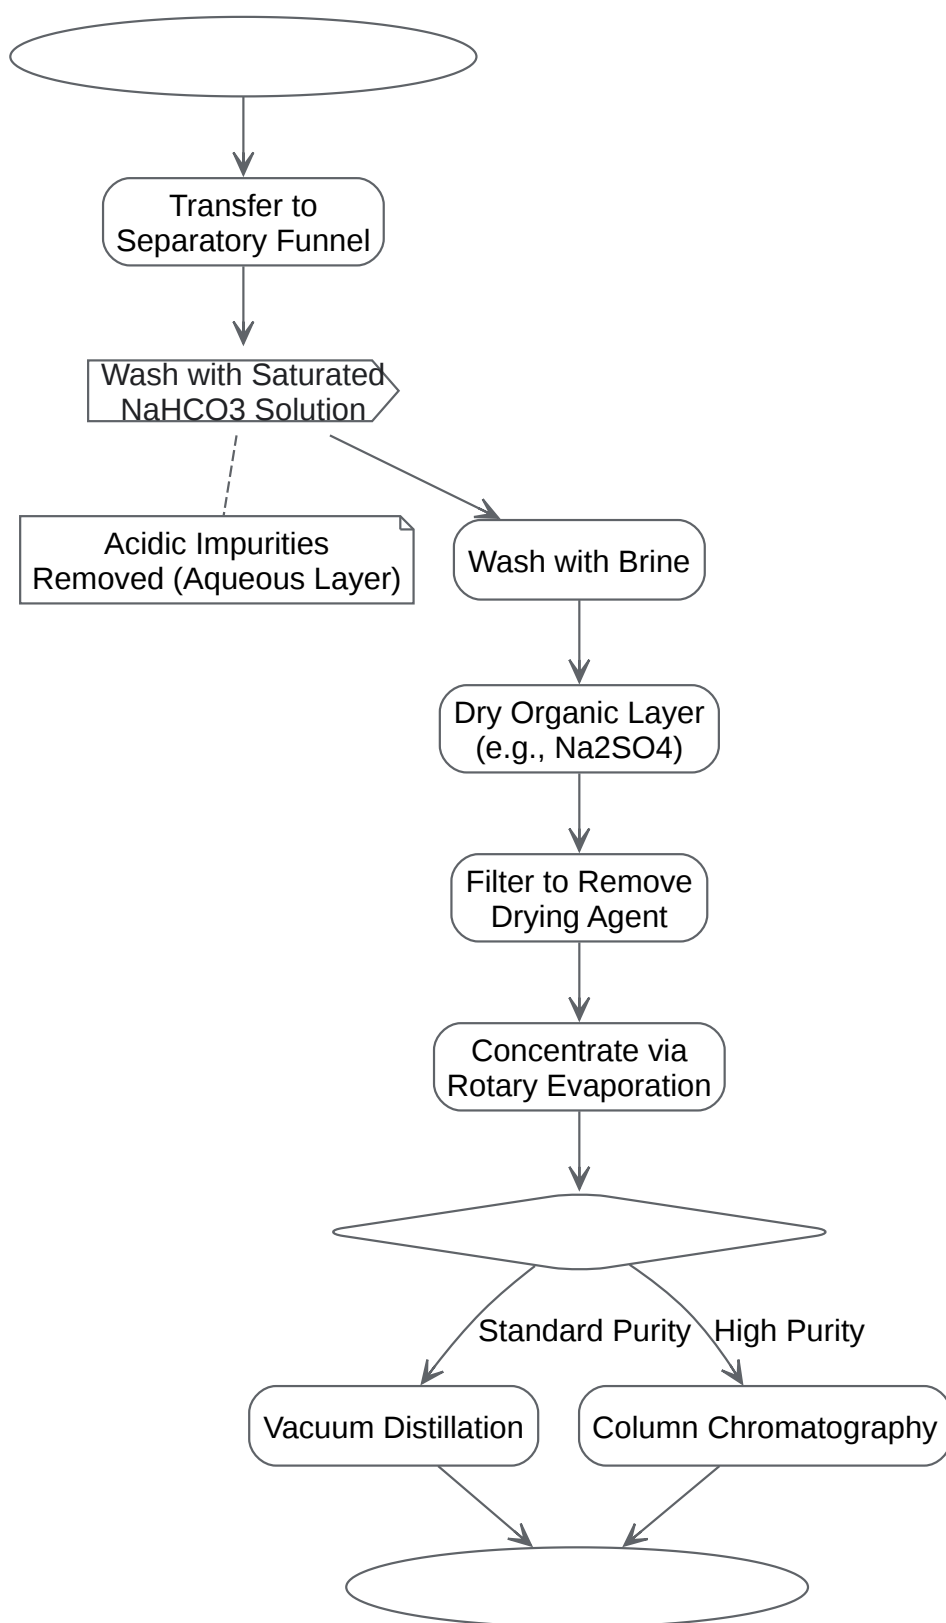 Transfer to
Separatory Funnel
Wash with Saturated
NaHCO3 Solution
Acidic Impurities
Removed (Aqueous Layer)
Wash with Brine
Dry Organic Layer
(e.g., Na2SO4)
Filter to Remove
Drying Agent
Concentrate via
Rotary Evaporation
Standard Purity
High Purity
Vacuum Distillation
Column Chromatography